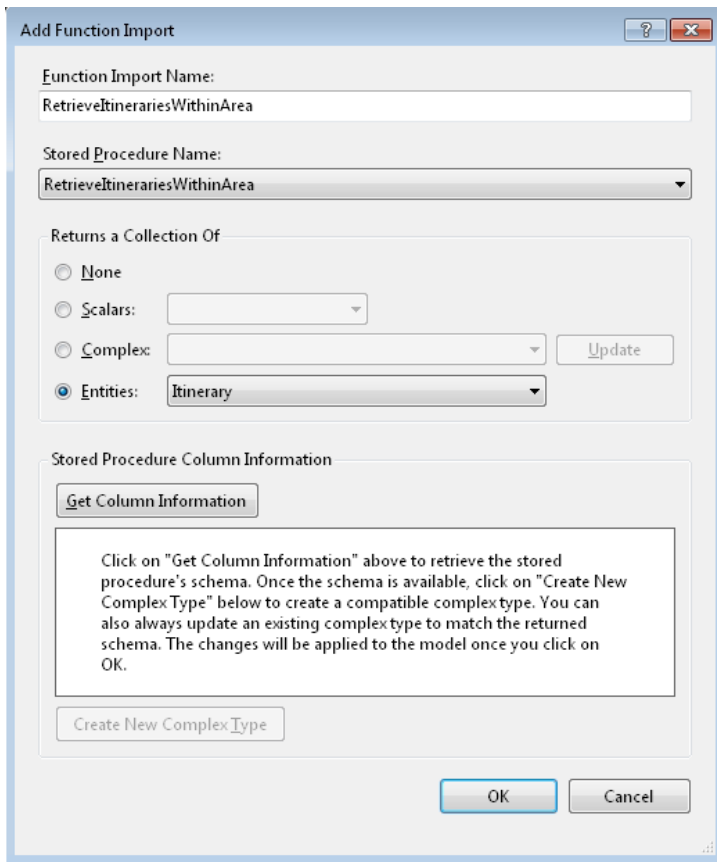 Add Function Import
?
Function Import Name:
RetrieveItinerariesWithinArea
Stored Procedure Name:
RetrieveItinerariesWithinArea
Returns a Collection Of
None
Scalars:
Complex:
Update
Entities:
Itinerary
Stored Procedure Column Information
Get Column Information
Click on "Get Column Information" above to retrieve the stored
procedure's schema. Once the schema is available, click on "Create New
Complex Type" below to create a compatible complex type. You can
also always update an existing complex type to match the returned
schema. The changes will be applied to the model once you click on
OK.
Create New Complex Type
OK Cancel